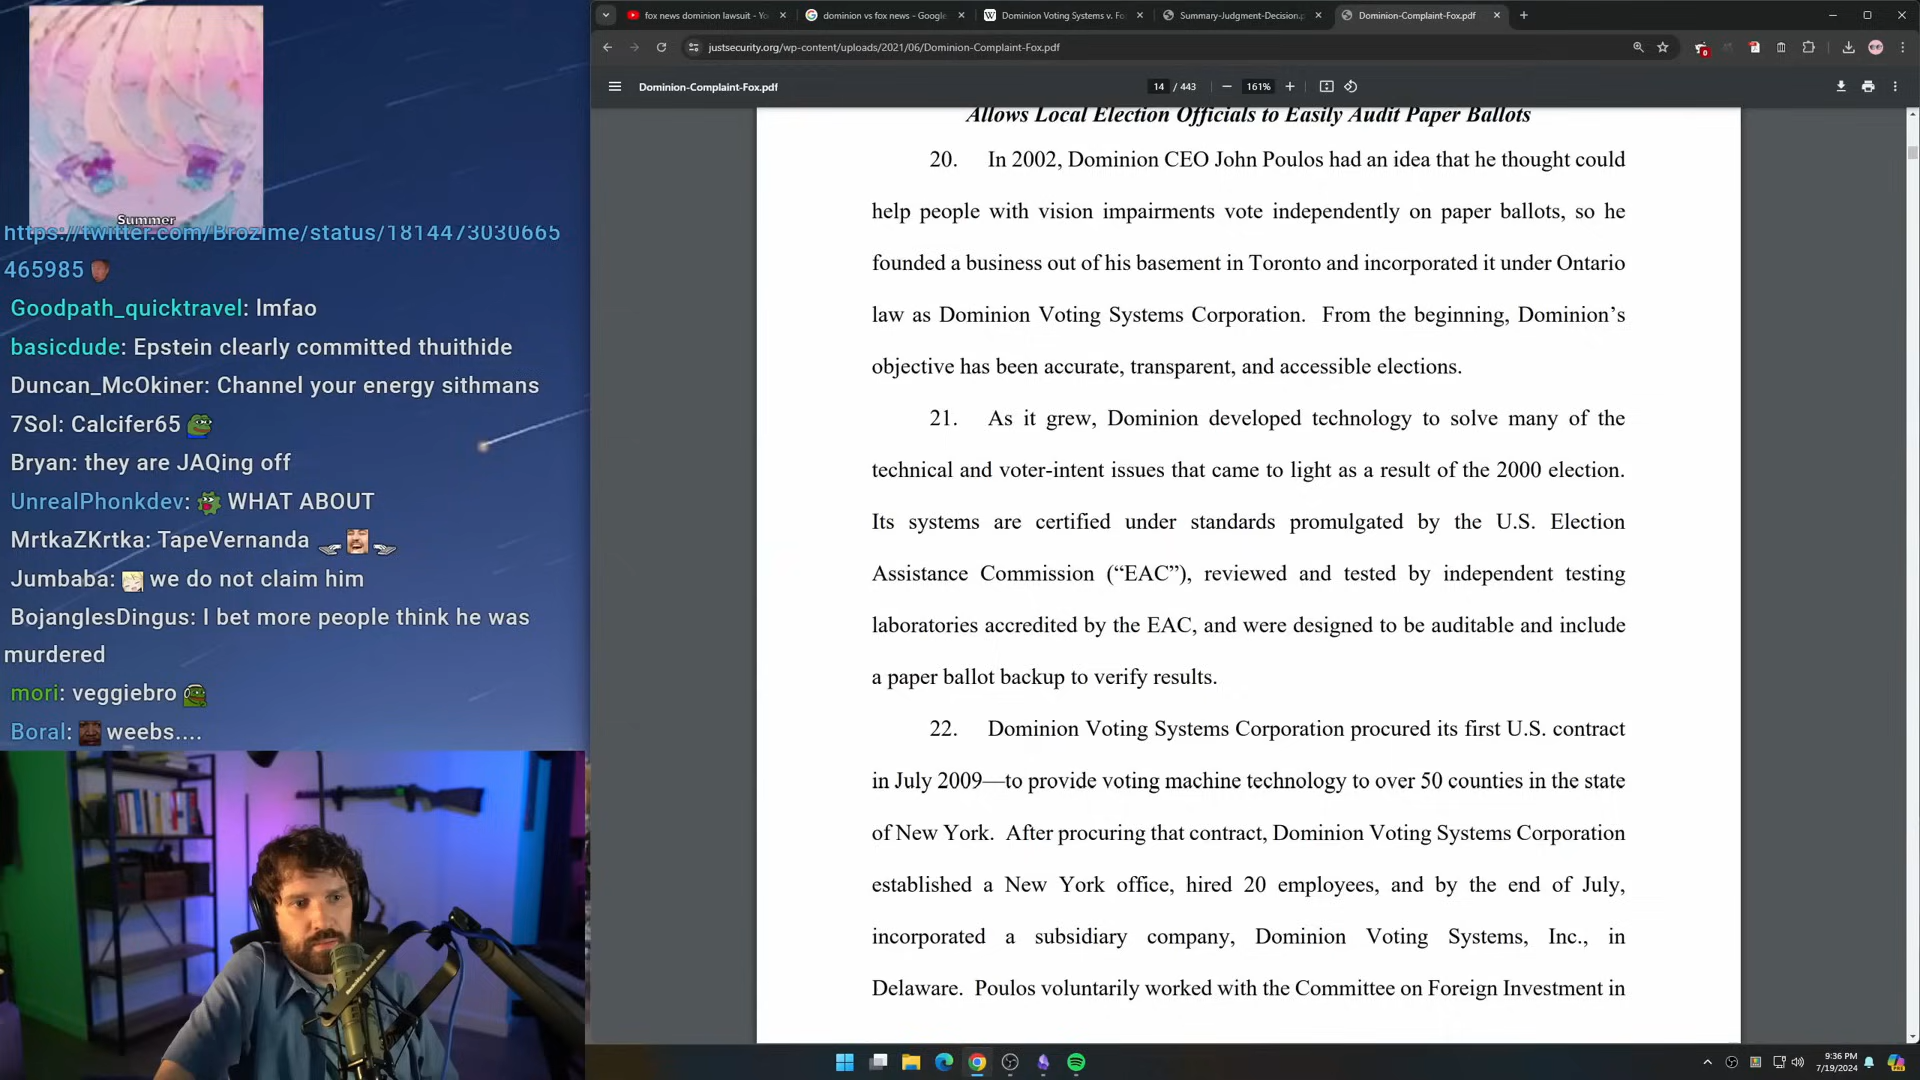 Summer
https://twitter.com/Brozime/status/1814473030665
465985
Goodpath_quicktravel: lmfao
basicdude: Epstein clearly committed thuithide
Duncan_McOkiner: Channel your energy sithmans
7Sol: Calcifer65
Bryan: they are JAQing off
UnrealPhonkdev: WHAT ABOUT
MrtkaZKrtka: TapeVernanda
Jumbaba: we do not claim him
BojanglesDingus: I bet more people think he was
murdered
mori: veggiebro
Boral: weebs....
fox news dominion lawsuit - Yo
dominion vs fox news - Google
Dominion Voting Systems v. Fo
Summary-Judgment-Decision.p
Dominion-Complaint-Fox.pdf
justsecurity.org/wp-content/uploads/2021/06/Dominion-Complaint-Fox.pdf
0
Dominion-Complaint-Fox.pdf
14 / 443
161%
Allows Local Election Officials to Easily Audit Paper Ballots
20. In 2002, Dominion CEO John Poulos had an idea that he thought could
help people with vision impairments vote independently on paper ballots, so he
founded a business out of his basement in Toronto and incorporated it under Ontario
law as Dominion Voting Systems Corporation. From the beginning, Dominion’s
objective has been accurate, transparent, and accessible elections.
21. As it grew, Dominion developed technology to solve many of the
technical and voter-intent issues that came to light as a result of the 2000 election.
Its systems are certified under standards promulgated by the U.S. Election
Assistance Commission (“EAC”), reviewed and tested by independent testing
laboratories accredited by the EAC, and were designed to be auditable and include
a paper ballot backup to verify results.
22. Dominion Voting Systems Corporation procured its first U.S. contract
in July 2009—to provide voting machine technology to over 50 counties in the state
of New York. After procuring that contract, Dominion Voting Systems Corporation
established a New York office, hired 20 employees, and by the end of July,
incorporated a subsidiary company, Dominion Voting Systems, Inc., in
Delaware. Poulos voluntarily worked with the Committee on Foreign Investment in
9:36 PM
7/19/2024